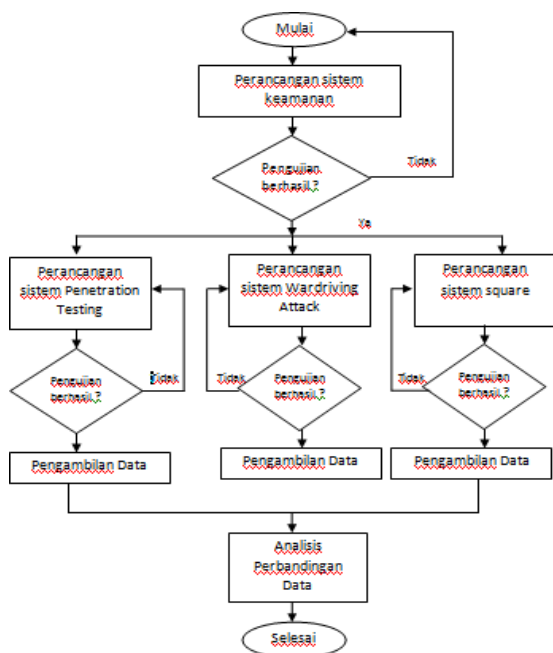 Mulai
Perancangan sistem
keamanan
Pengujian
berhasil ?
Tidak
Ya
Perancangan
sistem Penetration
Testing
Perancangan
sistem Wardriving
Attack
Perancangan
sistem square
Pengujian
berhasil ?
Tidak
Tidak
Pengujian
berhasil ?
Tidak
Pengujian
berhasil ?
Pengambilan Data
Pengambilan Data
Pengambilan Data
Analisis
Perbandingan
Data
Selesai